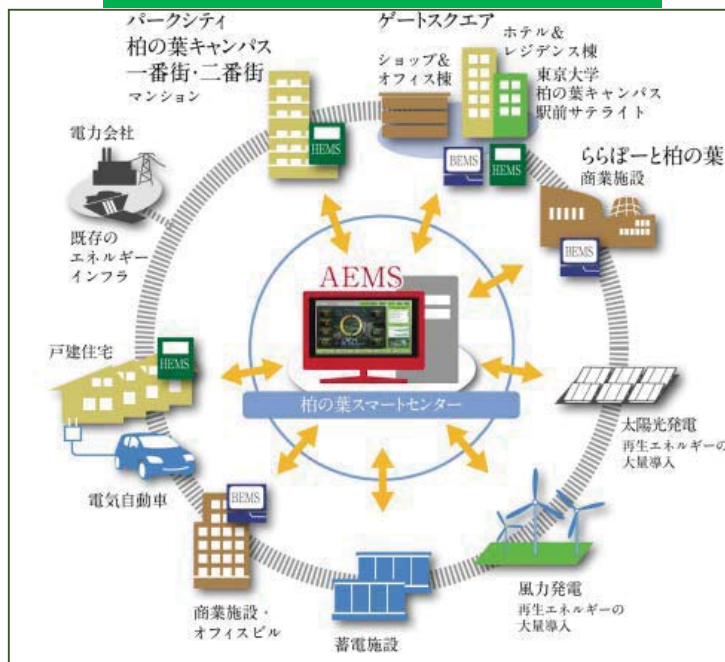 パークシティ
柏の葉キャンパス
一番街・二番街
マンション
HEMS
ゲートスクエア
ショップ&
オフィス棟
ホテル&
レジデンス棟
東京大学
柏の葉キャンパス
駅前サテライト
BEMS
HEMS
ららぽーと柏の葉
商業施設
BEMS
電力会社
既存の
エネルギー
インフラ
AEMS
柏の葉スマートセンター
戸建住宅
HEMS
電気自動車
太陽光発電
再生エネルギーの
大量導入
BEMS
商業施設・
オフィスビル
蓄電施設
風力発電
再生エネルギーの
大量導入